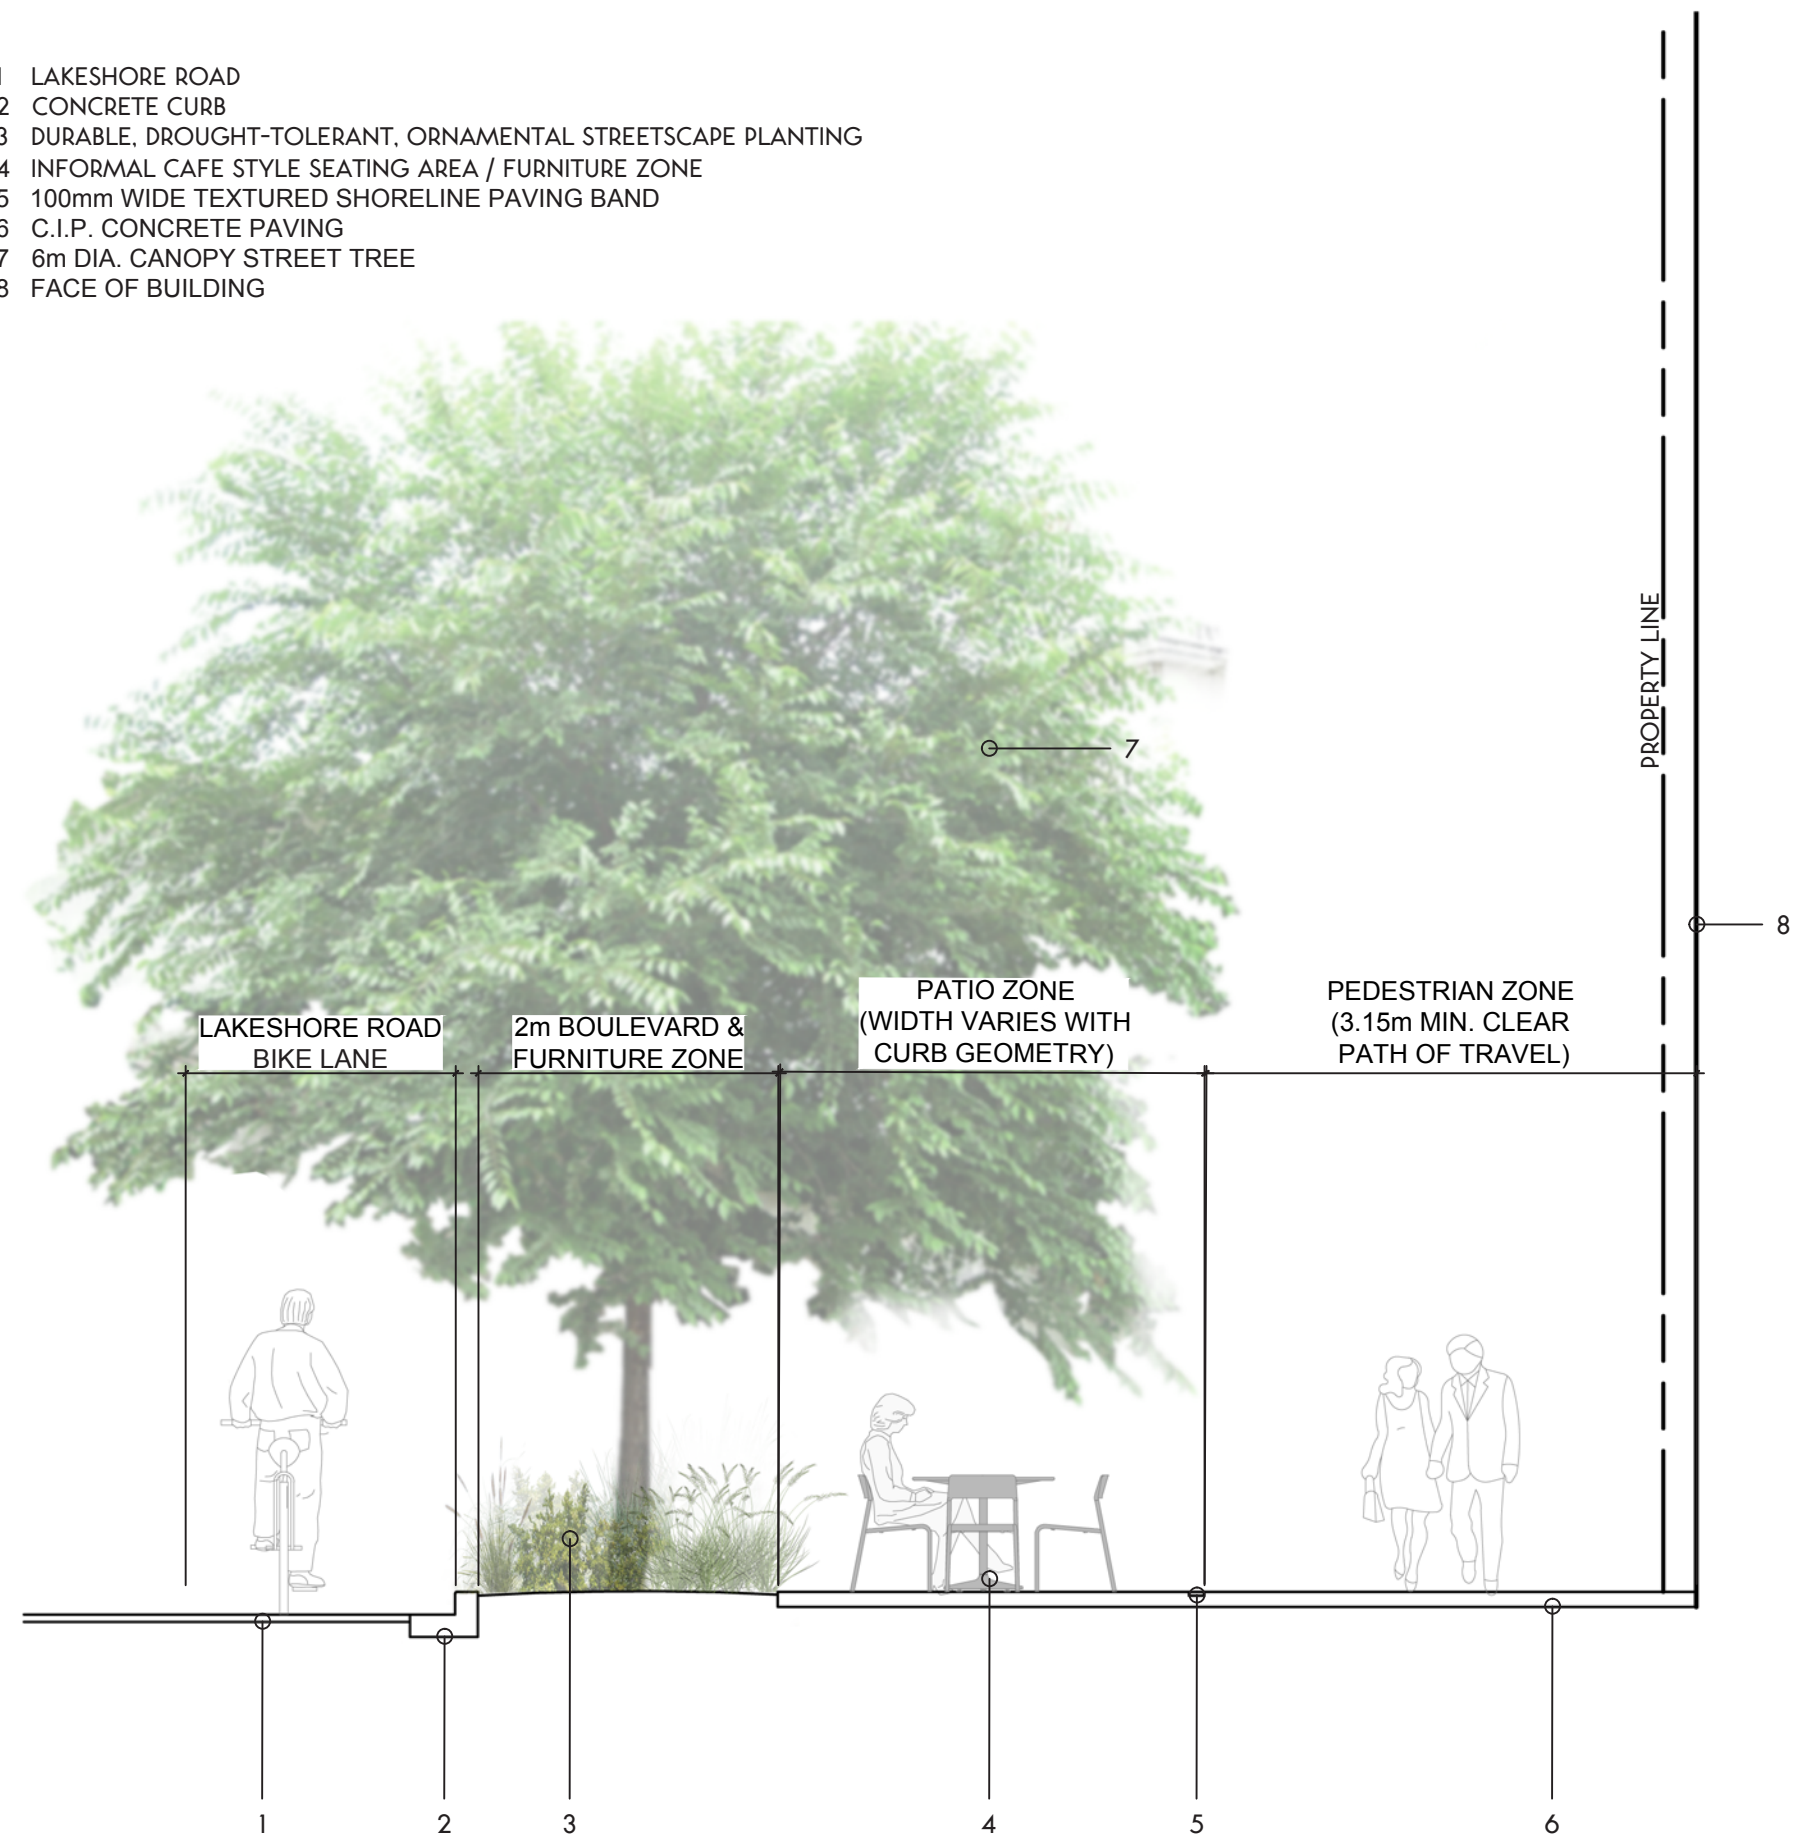 1 LAKESHORE ROAD
2 CONCRETE CURB
3 DURABLE, DROUGHT-TOLERANT, ORNAMENTAL STREETSCAPE PLANTING
4 INFORMAL CAFE STYLE SEATING AREA / FURNITURE ZONE
5 100mm WIDE TEXTURED SHORELINE PAVING BAND
6 C.I.P. CONCRETE PAVING
7 6m DIA. CANOPY STREET TREE
8 FACE OF BUILDING
PROPERTY LINE
7
8
LAKESHORE ROAD
BIKE LANE
2m BOULEVARD &
FURNITURE ZONE
PATIO ZONE
(WIDTH VARIES WITH
CURB GEOMETRY)
PEDESTRIAN ZONE
(3.15m MIN. CLEAR
PATH OF TRAVEL)
1
2
3
4
5
6